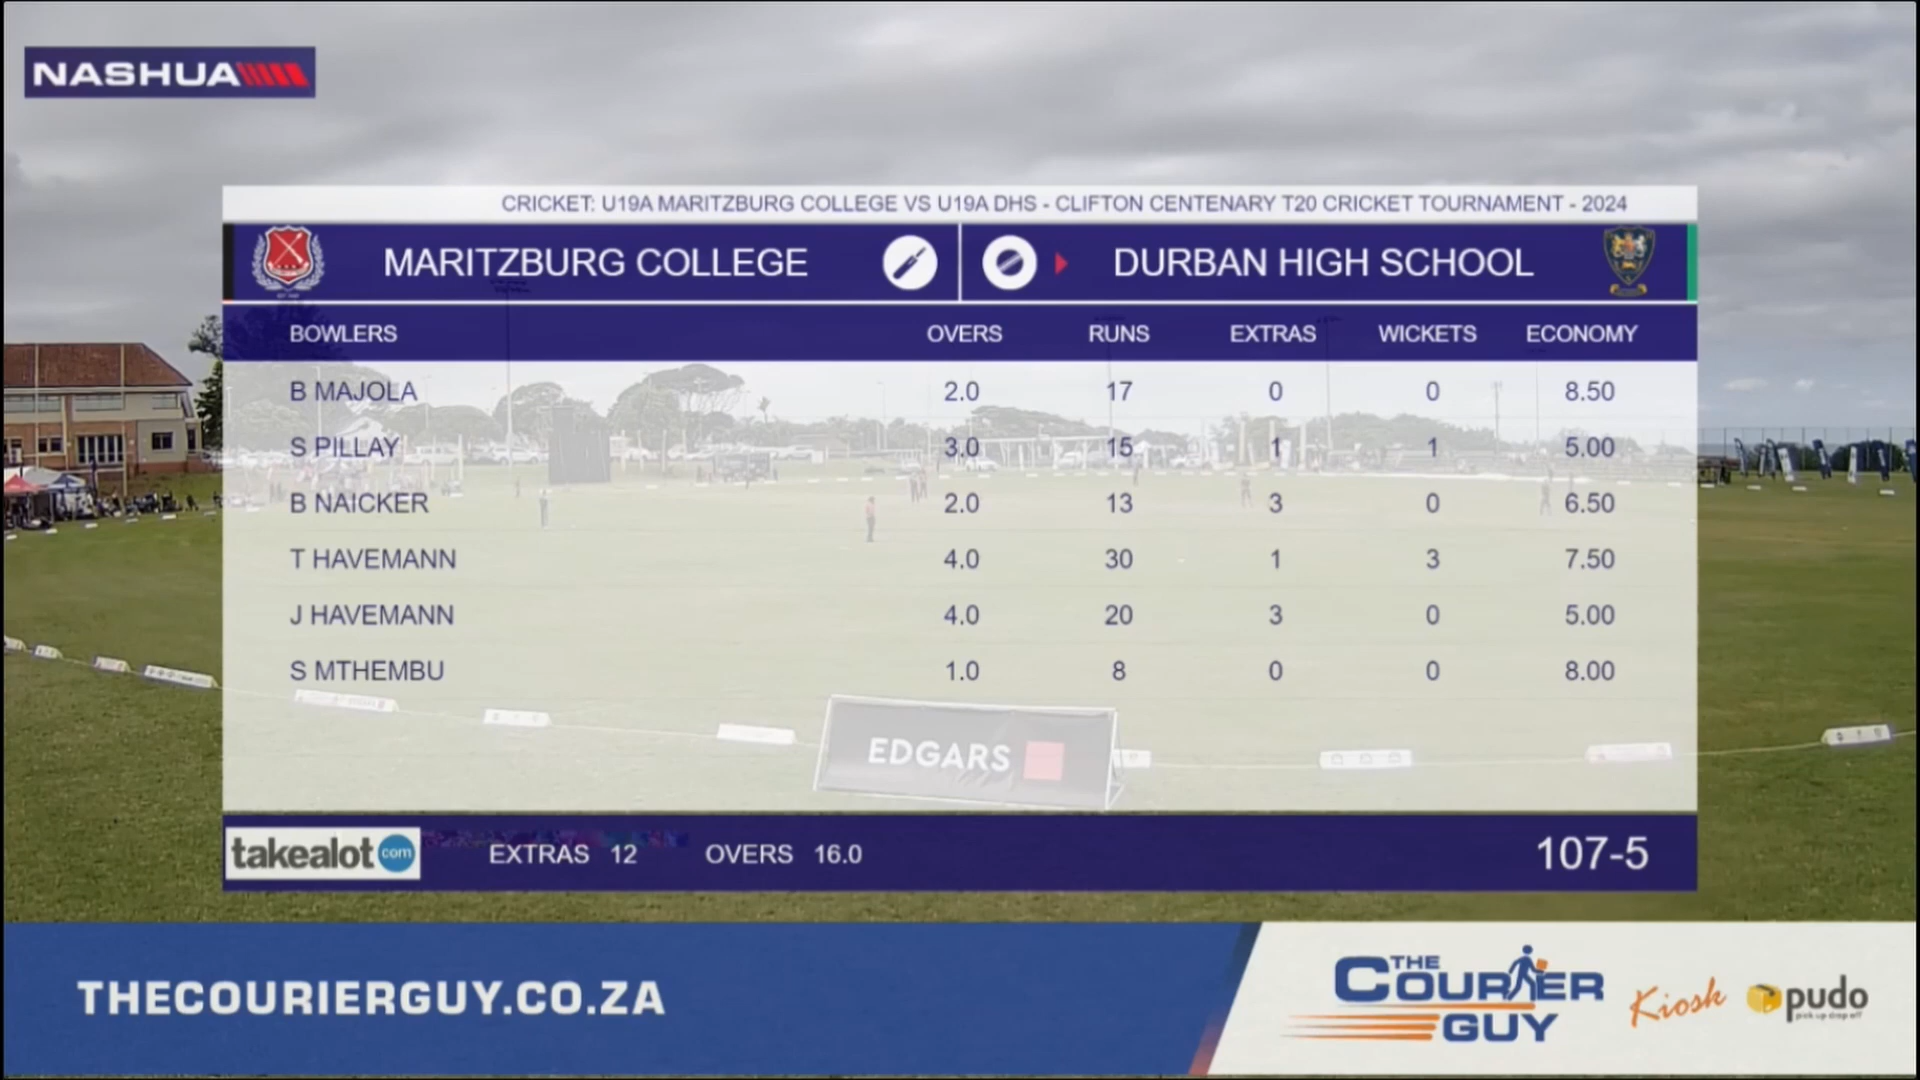 NASHUA
CRICKET: U19A MARITZBURG COLLEGE VS U19A DHS - CLIFTON CENTENARY T20 CRICKET TOURNAMENT - 2024
MARITZBURG COLLEGE DURBAN HIGH SCHOOL
BOWLERS OVERS RUNS EXTRAS WICKETS ECONOMY
B MAJOLA 2.0 17 0 0 8.50
S PILLAY 3.0 15 1 1 5.00
B NAICKER 2.0 13 3 0 6.50
T HAVEMANN 4.0 30 1 3 7.50
J HAVEMANN 4.0 20 3 0 5.00
S MTHEMBU 1.0 8 0 0 8.00
EDGARS
takealot com EXTRAS 12 OVERS 16.0 107-5
THECOURIERGUY.CO.ZA
THE COURIER GUY
Kiosk
pudo
pick up drop off